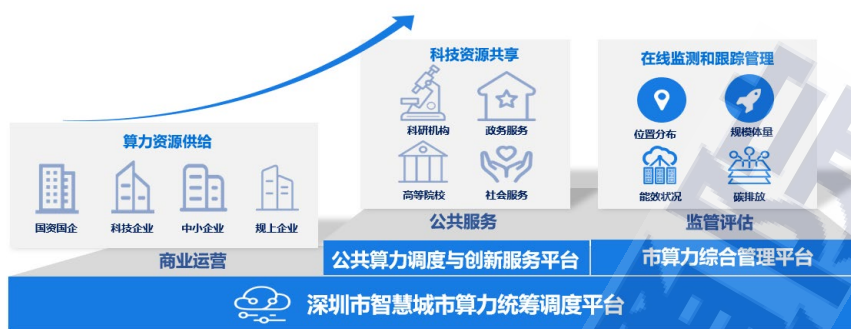 科技资源共享
科研机构
政务服务
高等院校
社会服务
在线监测和跟踪管理
位置分布
规模体量
能效状况
碳排放
算力资源供给
国资国企
科技企业
中小企业
规上企业
公共服务
监管评估
商业运营
公共算力调度与创新服务平台
市算力综合管理平台
深圳市智慧城市算力统筹调度平台